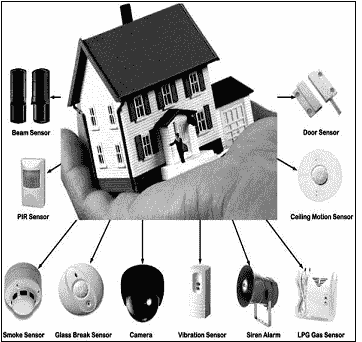 Beam Sensor
Door Sensor
PIR Sensor
Ceiling Motion Sensor
Smoke Sensor
Glass Break Sensor
Camera
Vibration Sensor
Siren Alarm
LPG Gas Sensor